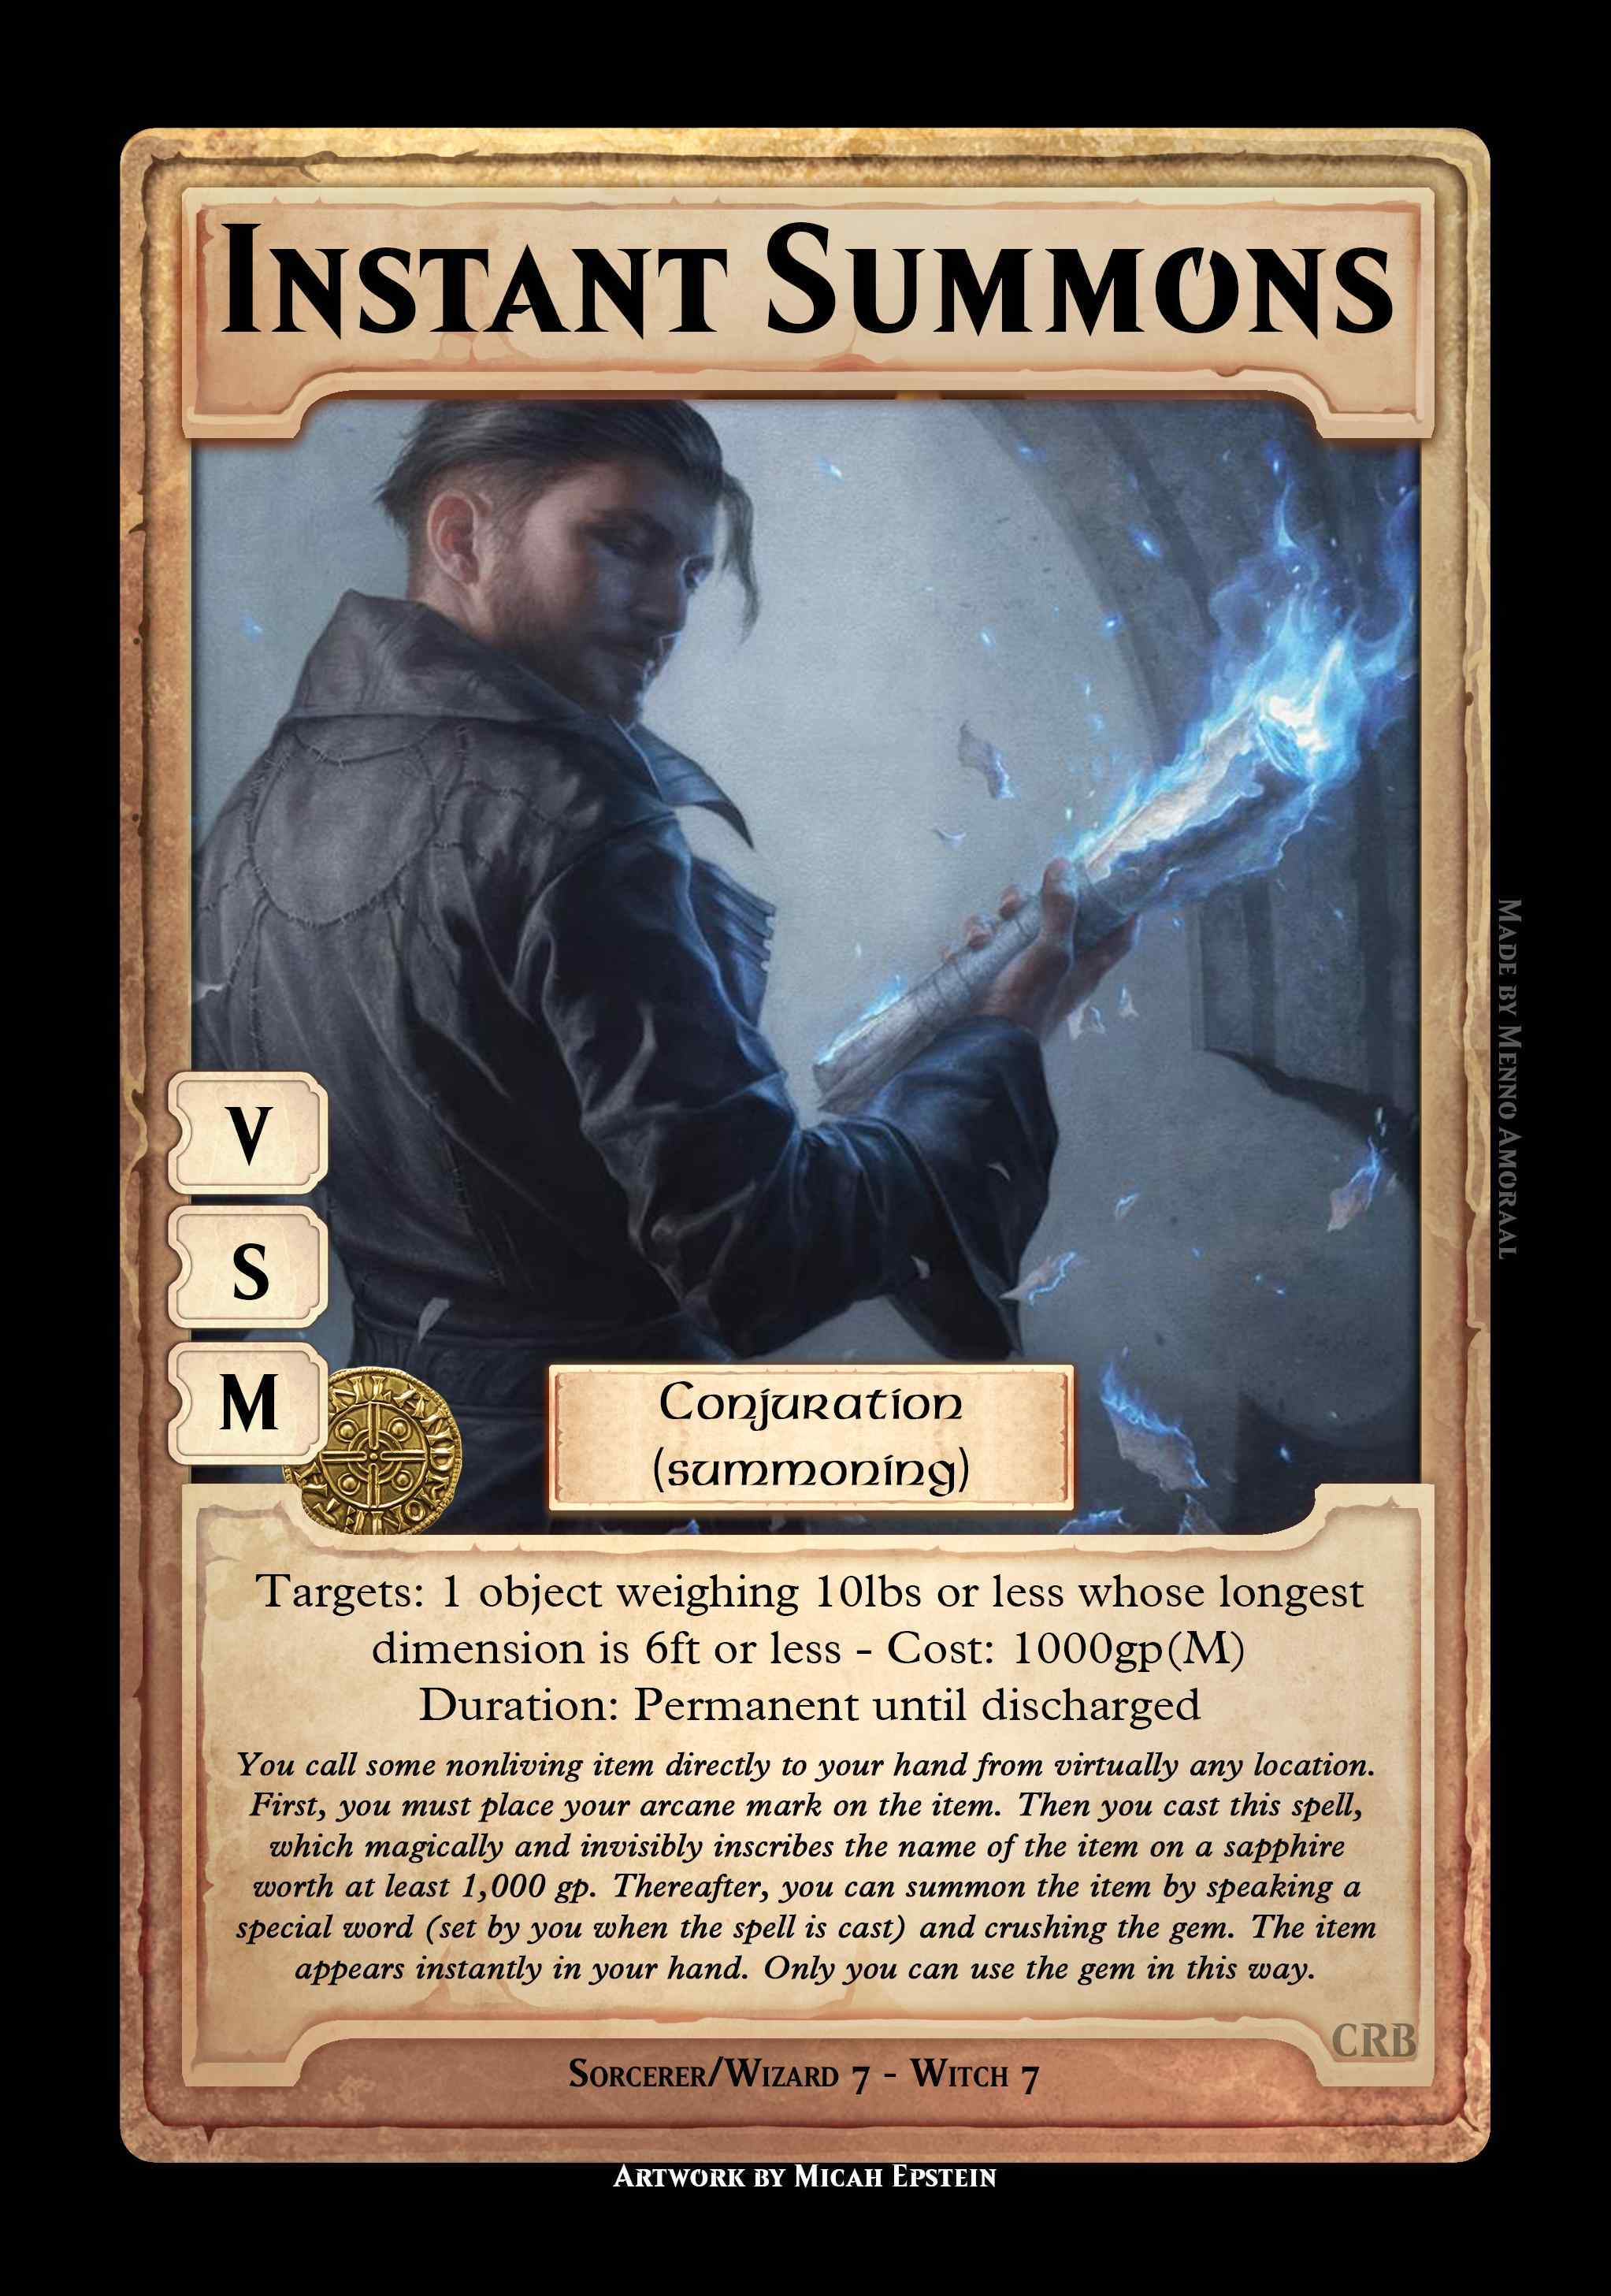 Instant Summons
V
S
M
Conjuration
(summoning)
Targets: 1 object weighing 10lbs or less whose longest
dimension is 6ft or less - Cost: 1000gp(M)
Duration: Permanent until discharged
You call some nonliving item directly to your hand from virtually any location.
First, you must place your arcane mark on the item. Then you cast this spell,
which magically and invisibly inscribes the name of the item on a sapphire
worth at least 1,000 gp. Thereafter, you can summon the item by speaking a
special word (set by you when the spell is cast) and crushing the gem. The item
appears instantly in your hand. Only you can use the gem in this way.
CRB
Sorcerer/Wizard 7 - Witch 7
Artwork by Micah Epstein
Made by Menno Amoraal